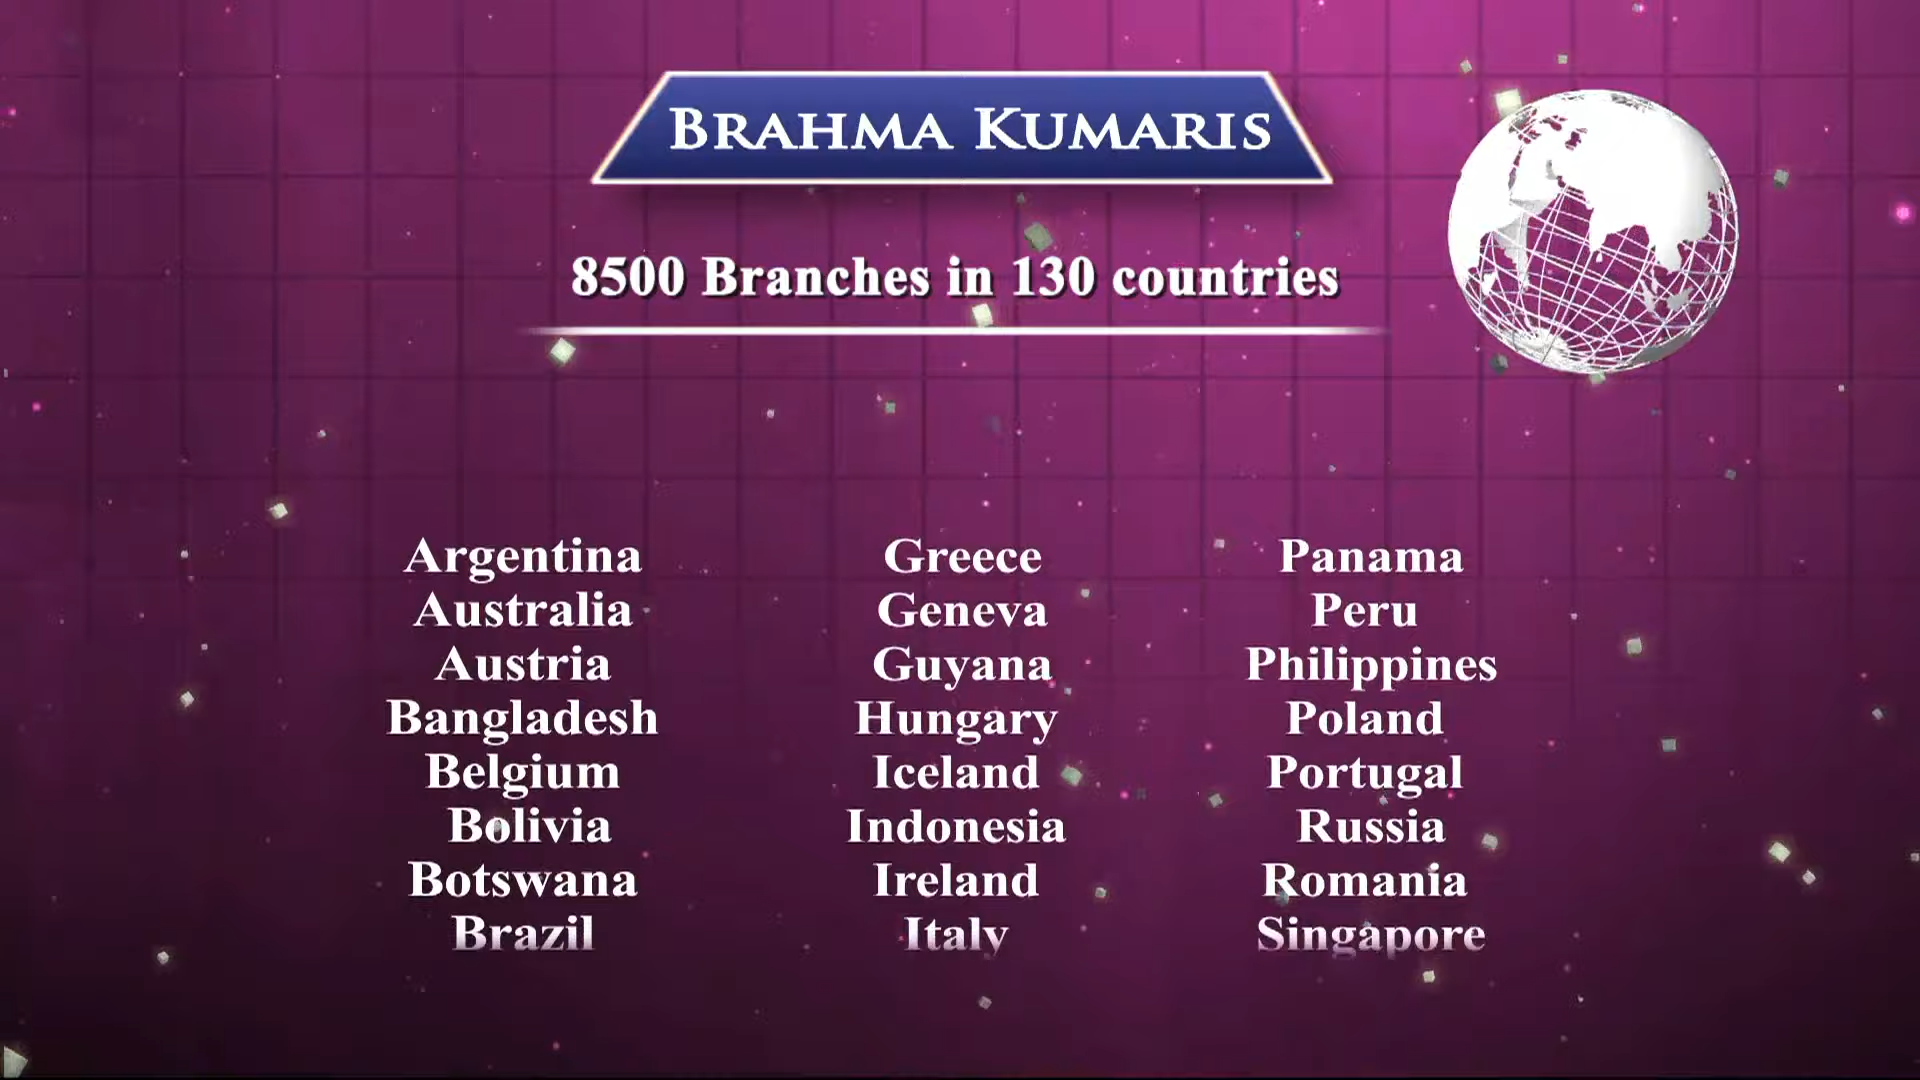 BRAHMA KUMARIS
8500 Branches in 130 countries
Argentina
Australia
Austria
Bangladesh
Belgium
Bolivia
Botswana
Brazil
Greece
Geneva
Guyana
Hungary
Iceland
Indonesia
Ireland
Italy
Panama
Peru
Philippines
Poland
Portugal
Russia
Romania
Singapore